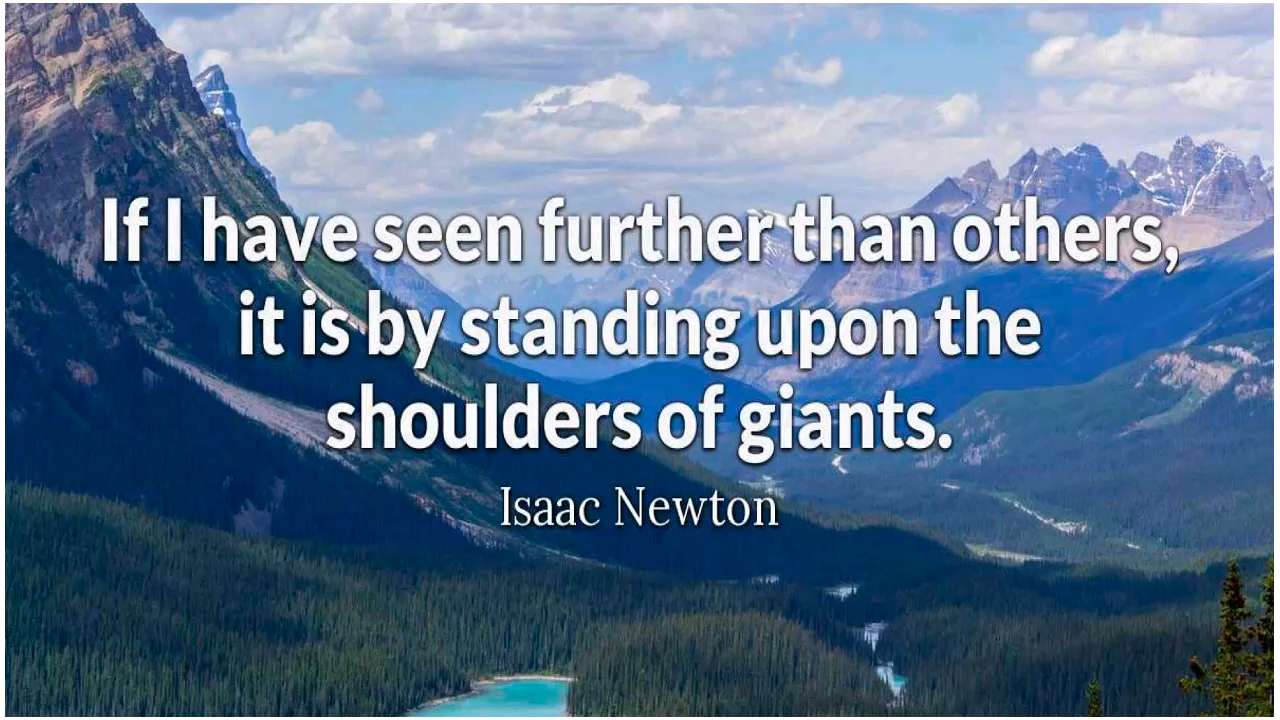 If I have seen further than others,
it is by standing upon the
shoulders of giants.
Isaac Newton